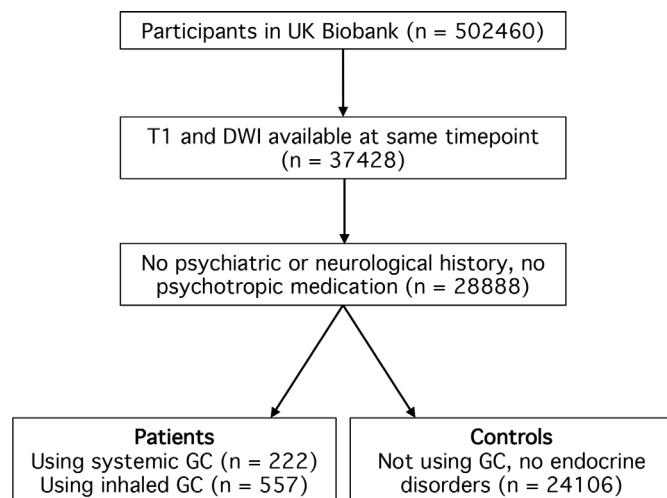 Participants in UK Biobank (n = 502460)
T1 and DWI available at same timepoint
(n = 37428)
No psychiatric or neurological history, no
psychotropic medication (n = 28888)
Patients
Using systemic GC (n = 222)
Using inhaled GC (n = 557)
Controls
Not using GC, no endocrine
disorders (n = 24106)